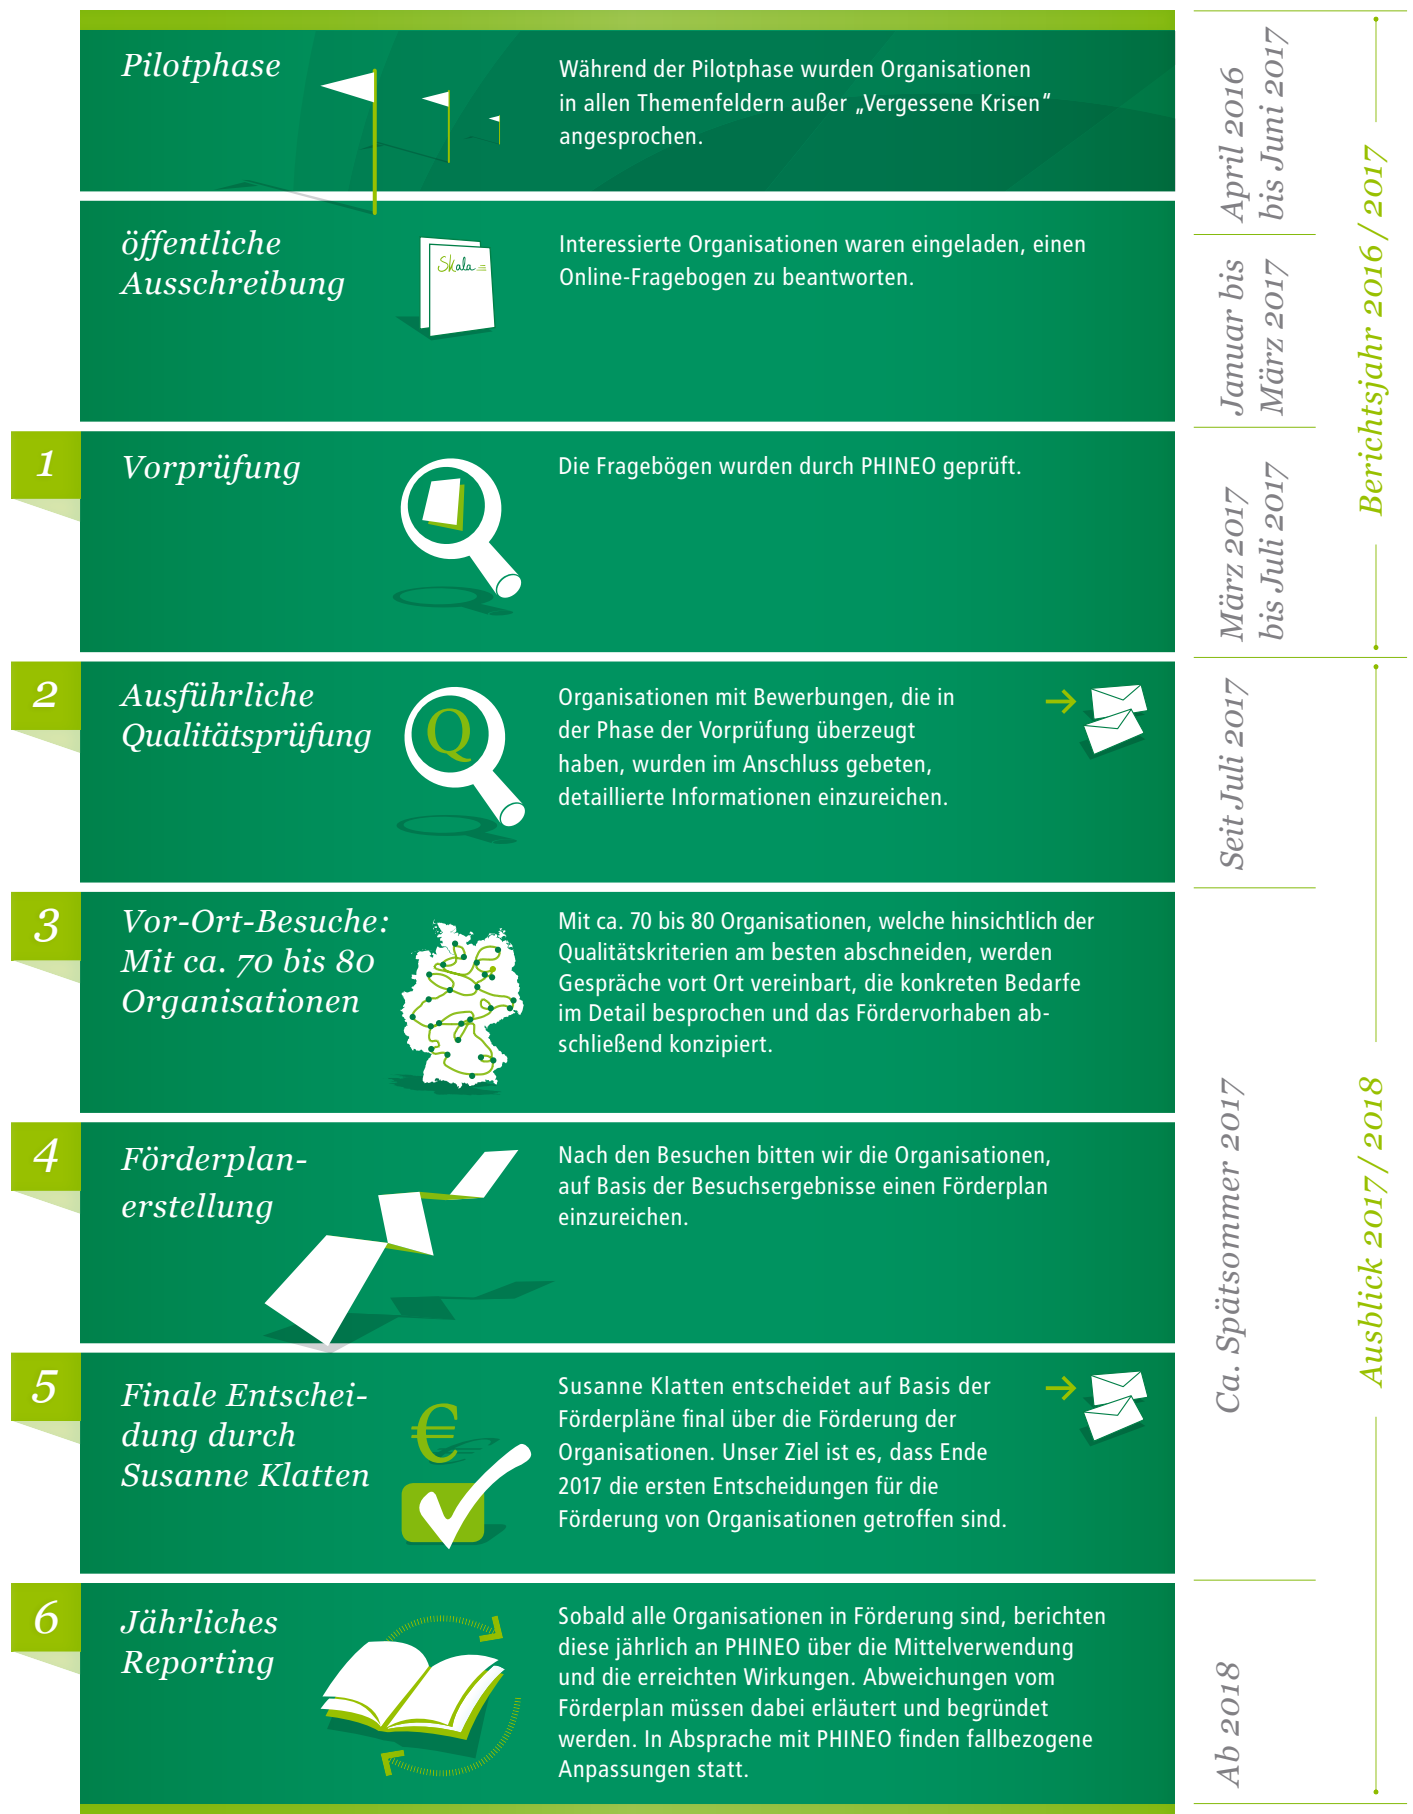 Pilotphase
Während der Pilotphase wurden Organisationen
in allen Themenfeldern außer „Vergessene Krisen“
angesprochen.
April 2016
bis Juni 2017
öffentliche
Ausschreibung
Skala
Interessierte Organisationen waren eingeladen, einen
Online-Fragebogen zu beantworten.
Januar bis
März 2017
Berichtsjahr 2016 / 2017
1
Vorprüfung
Die Fragebögen wurden durch PHINEO geprüft.
März 2017
bis Juli 2017
2
Ausführliche
Qualitätsprüfung
Q
Organisationen mit Bewerbungen, die in
der Phase der Vorprüfung überzeugt
haben, wurden im Anschluss gebeten,
detaillierte Informationen einzureichen.
Seit Juli 2017
3
Vor-Ort-Besuche:
Mit ca. 70 bis 80
Organisationen
Mit ca. 70 bis 80 Organisationen, welche hinsichtlich der
Qualitätskriterien am besten abschneiden, werden
Gespräche vort Ort vereinbart, die konkreten Bedarfe
im Detail besprochen und das Fördervorhaben ab-
schließend konzipiert.
4
Förderplan-
erstellung
Nach den Besuchen bitten wir die Organisationen,
auf Basis der Besuchsergebnisse einen Förderplan
einzureichen.
Ca. Spätsommer 2017
Ausblick 2017 / 2018
5
Finale Entschei-
dung durch
Susanne Klatten
€
Susanne Klatten entscheidet auf Basis der
Förderpläne final über die Förderung der
Organisationen. Unser Ziel ist es, dass Ende
2017 die ersten Entscheidungen für die
Förderung von Organisationen getroffen sind.
6
Jährliches
Reporting
Sobald alle Organisationen in Förderung sind, berichten
diese jährlich an PHINEO über die Mittelverwendung
und die erreichten Wirkungen. Abweichungen vom
Förderplan müssen dabei erläutert und begründet
werden. In Absprache mit PHINEO finden fallbezogene
Anpassungen statt.
Ab 2018